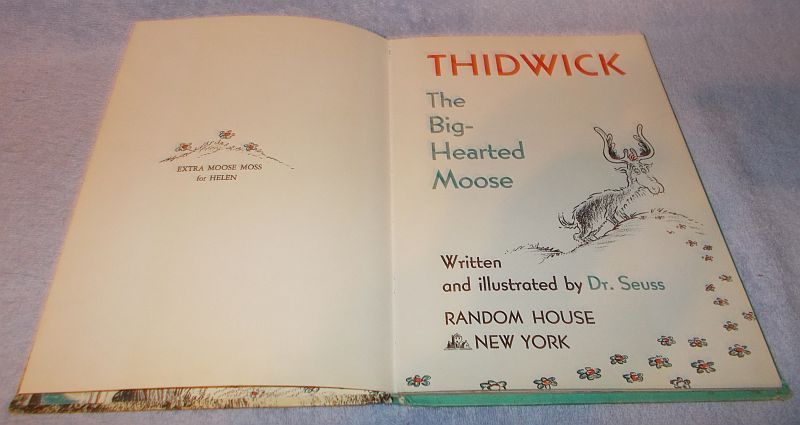 EXTRA MOOSE MOSS
for HELEN
THIDWICK
The
Big-
Hearted
Moose
Written
and illustrated by Dr. Seuss
RANDOM HOUSE
NEW YORK